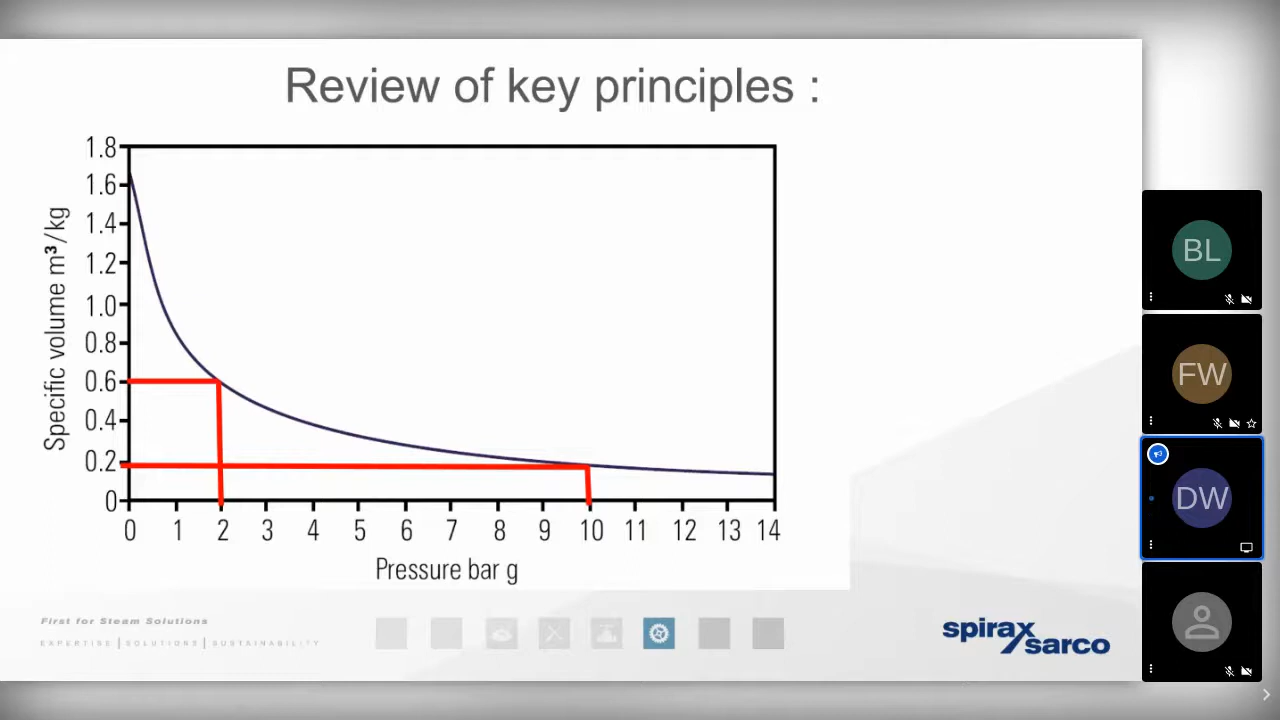 Review of key principles :
1.8
1.6
1.4
1.2
1.0
0.8
0.6
0.4
0.2
0
Specific volume m³/kg
0 1 2 3 4 5 6 7 8 9 10 11 12 13 14
Pressure bar g
First for Steam Solutions
EXPERTISE | SOLUTIONS | SUSTAINABILITY
spirax
sarco
BL
FW
DW